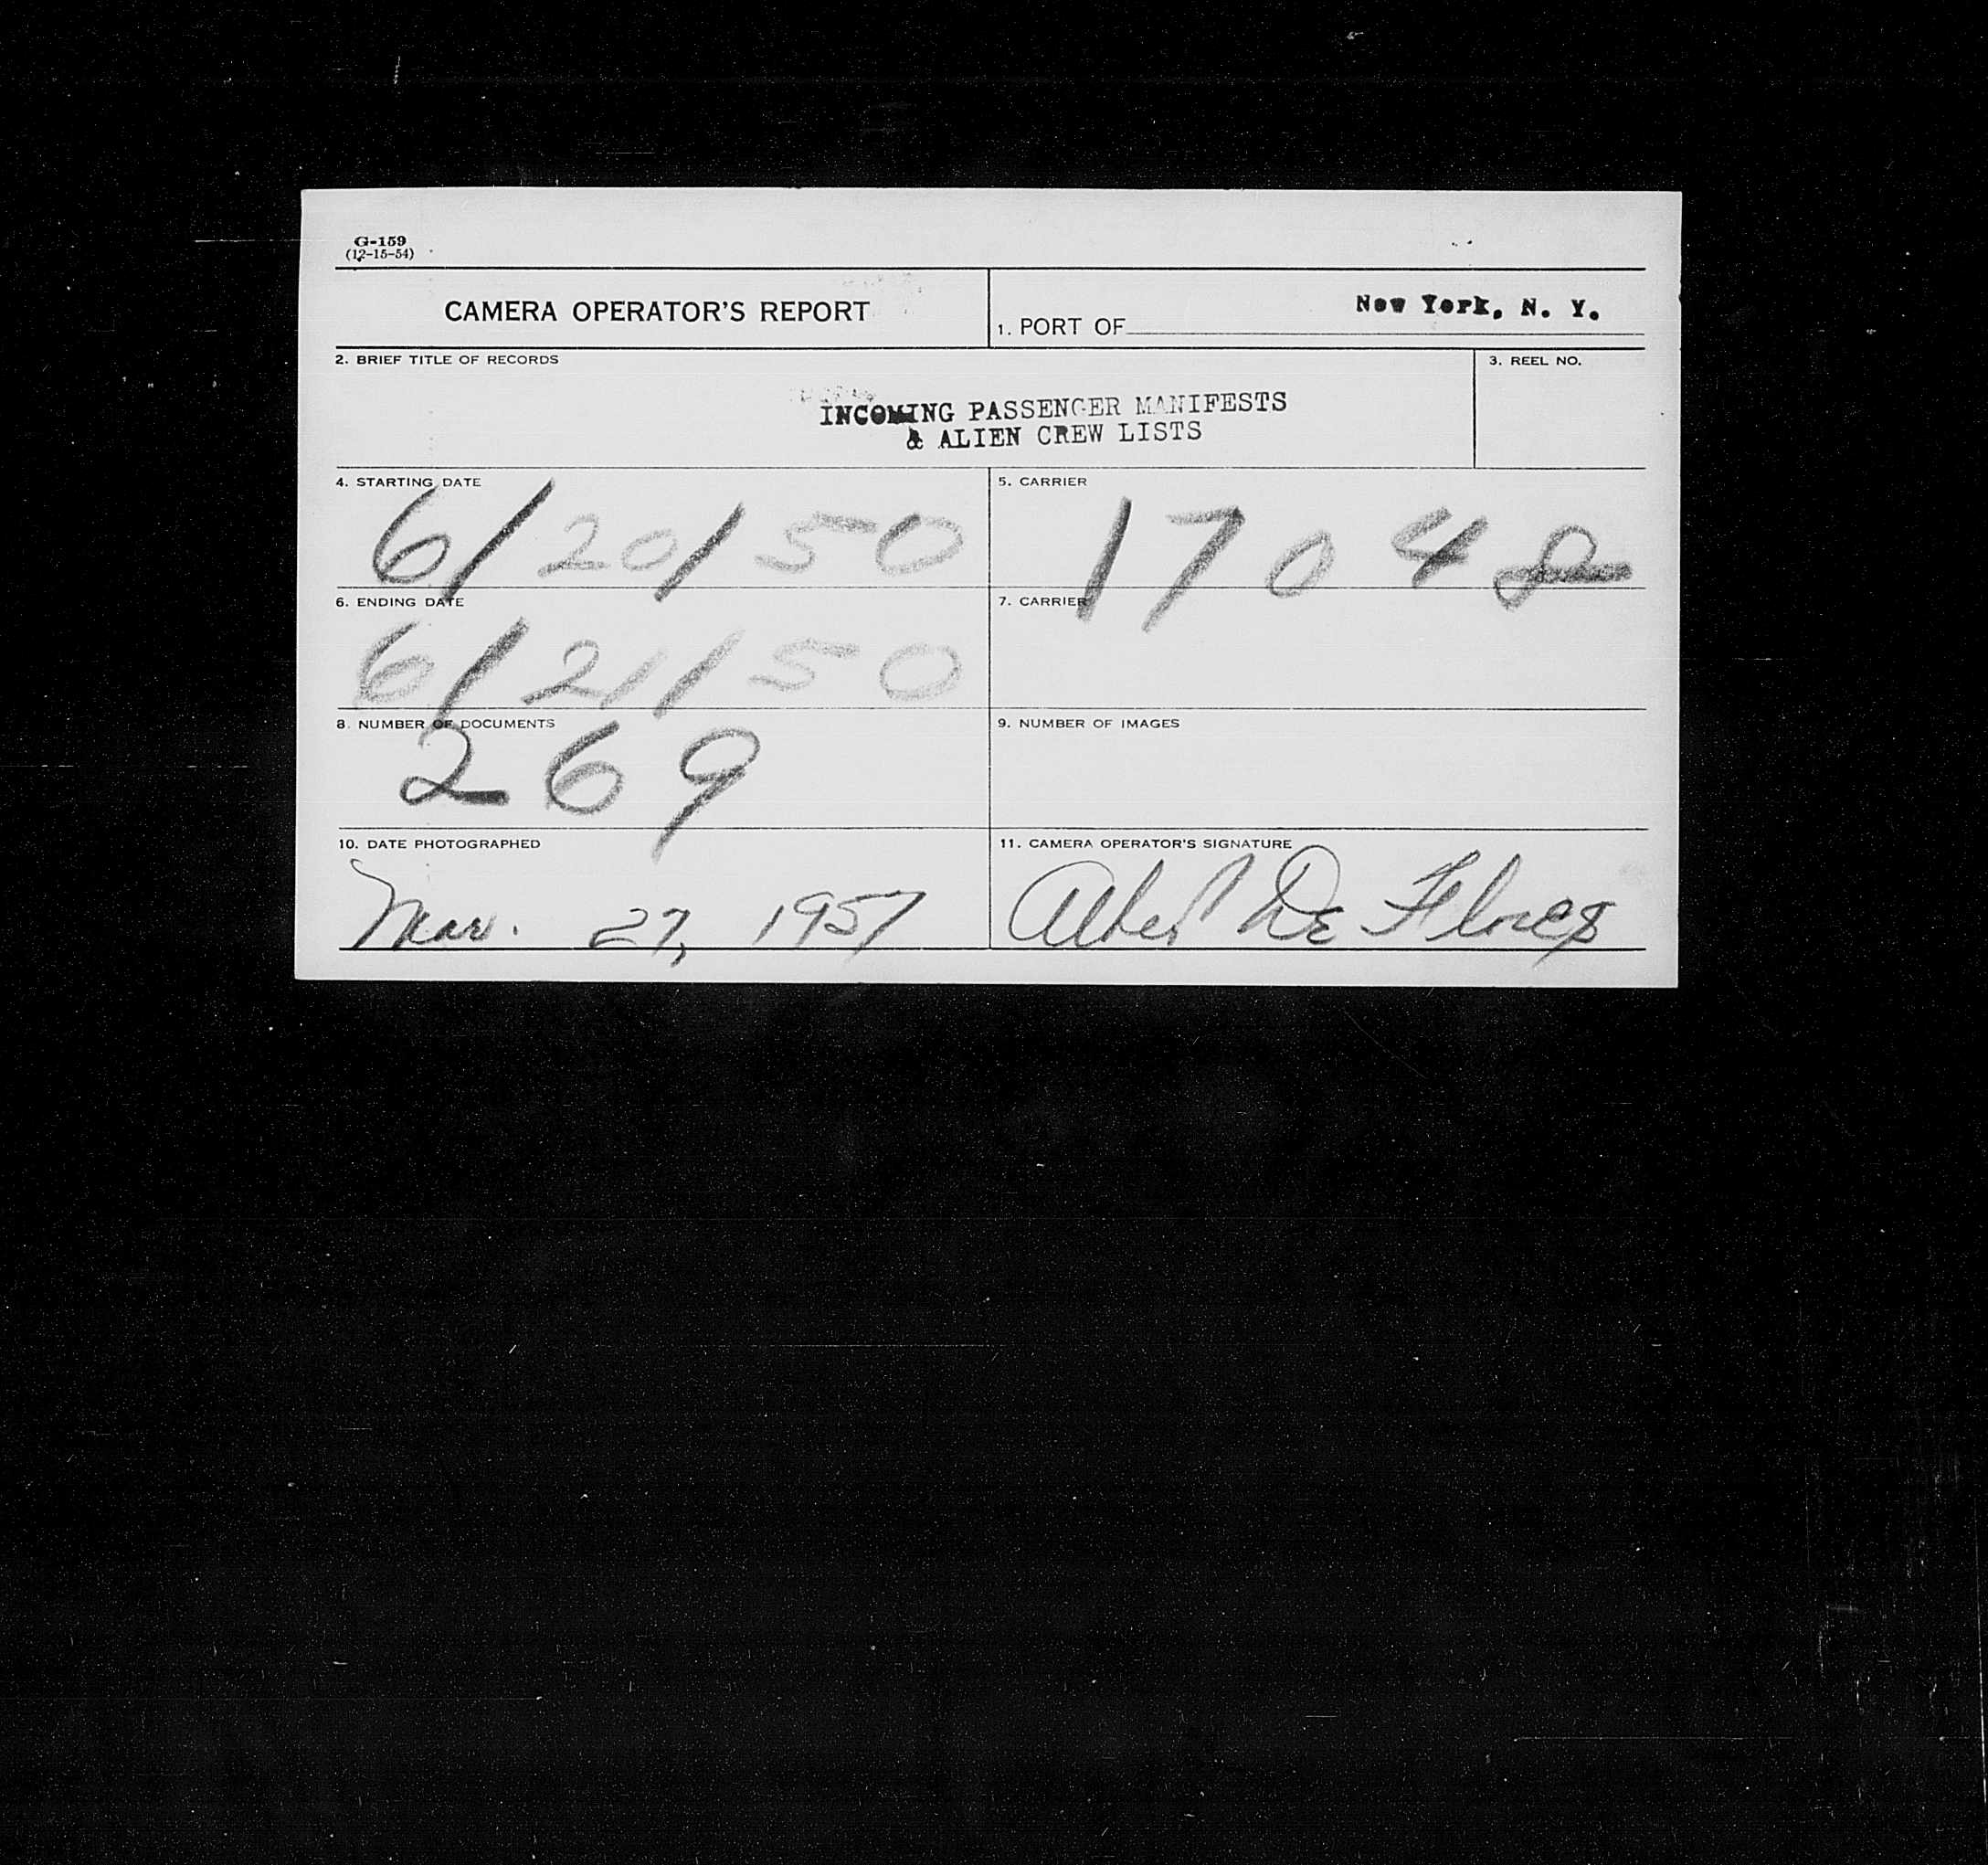 G-159
(12-15-54)
CAMERA OPERATOR'S REPORT
1. PORT OF New York, N. Y.
2. BRIEF TITLE OF RECORDS
INCOMING PASSENGER MANIFESTS
& ALIEN CREW LISTS
3. REEL NO.
4. STARTING DATE
6/20/50
5. CARRIER
17048
6. ENDING DATE
6/21/50
7. CARRIER
8. NUMBER OF DOCUMENTS
269
9. NUMBER OF IMAGES
10. DATE PHOTOGRAPHED
Mar. 27, 1957
11. CAMERA OPERATOR'S SIGNATURE
Albert De Flores